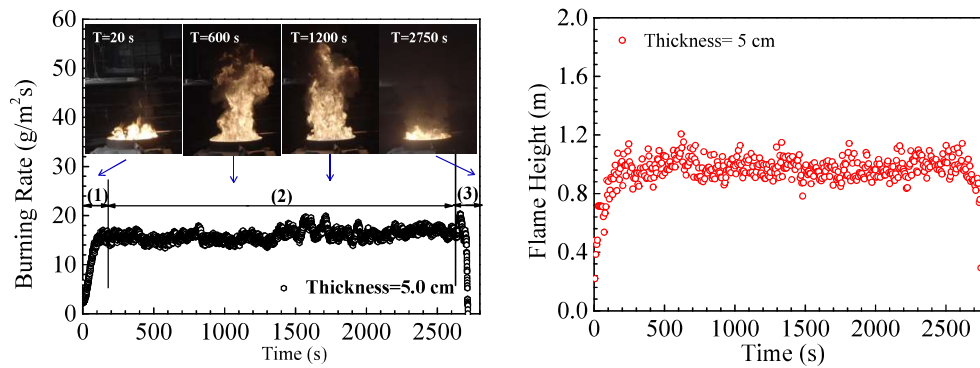 60
50
40
30
20
10
0
Burning Rate (g/m²s)
T=20 s
T=600 s
T=1200 s
T=2750 s
(1)
(2)
(3)
Thickness=5.0 cm
0 500 1000 1500 2000 2500
Time (s)
2.0
1.6
1.2
0.8
0.4
0.0
Flame Height (m)
Thickness= 5 cm
0 500 1000 1500 2000 2500
Time (s)